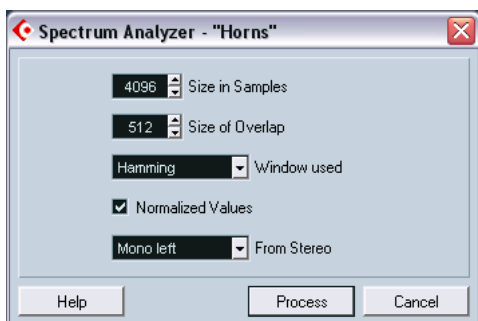 Spectrum Analyzer - "Horns"
4096 Size in Samples
512 Size of Overlap
Hamming Window used
Normalized Values
Mono left From Stereo
Help Process Cancel